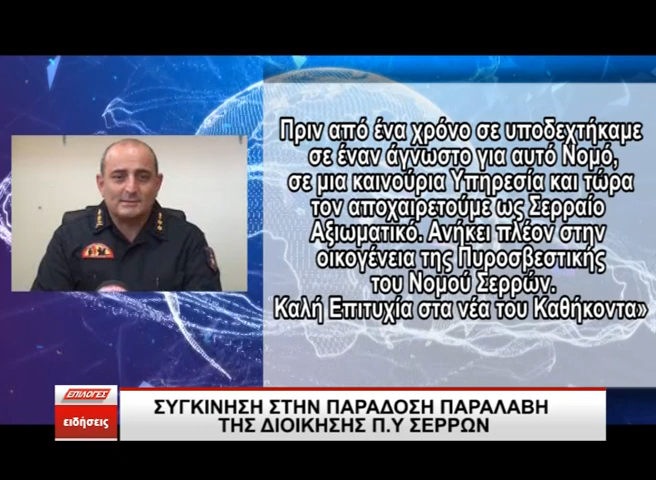 Πριν από ένα χρόνο σε υποδεχτήκαμε
σε έναν άγνωστο για αυτό Νομό,
σε μια καινούρια Υπηρεσία και τώρα
τον αποχαιρετούμε ως Σερραίο
Αξιωματικό. Ανήκει πλέον στην
οικογένεια της Πυροσβεστικής
του Νομού Σερρών.
Καλή Επιτυχία στα νέα του Καθήκοντα»
ΕΠΙΛΟΓΕΣ
ειδήσεις
ΣΥΓΚΙΝΗΣΗ ΣΤΗΝ ΠΑΡΑΔΟΣΗ ΠΑΡΑΛΑΒΗ
ΤΗΣ ΔΙΟΙΚΗΣΗΣ Π.Υ ΣΕΡΡΩΝ